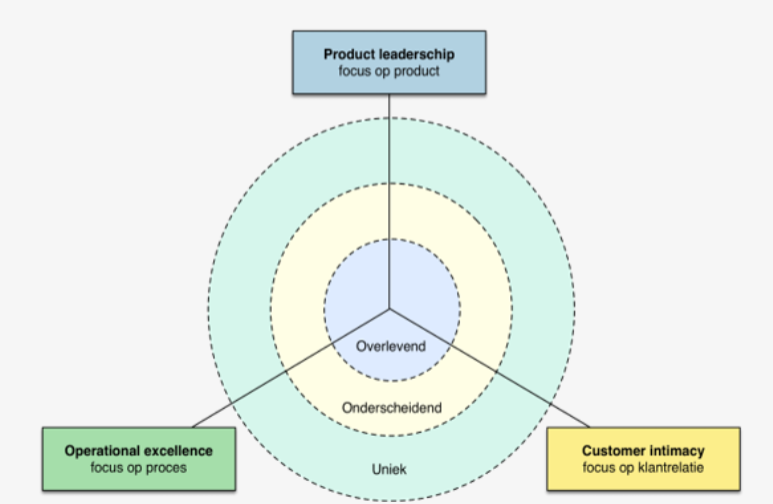 Product leaderschip
focus op product
Overlevend
Onderscheidend
Operational excellence
focus op proces
Customer intimacy
focus op klantrelatie
Uniek